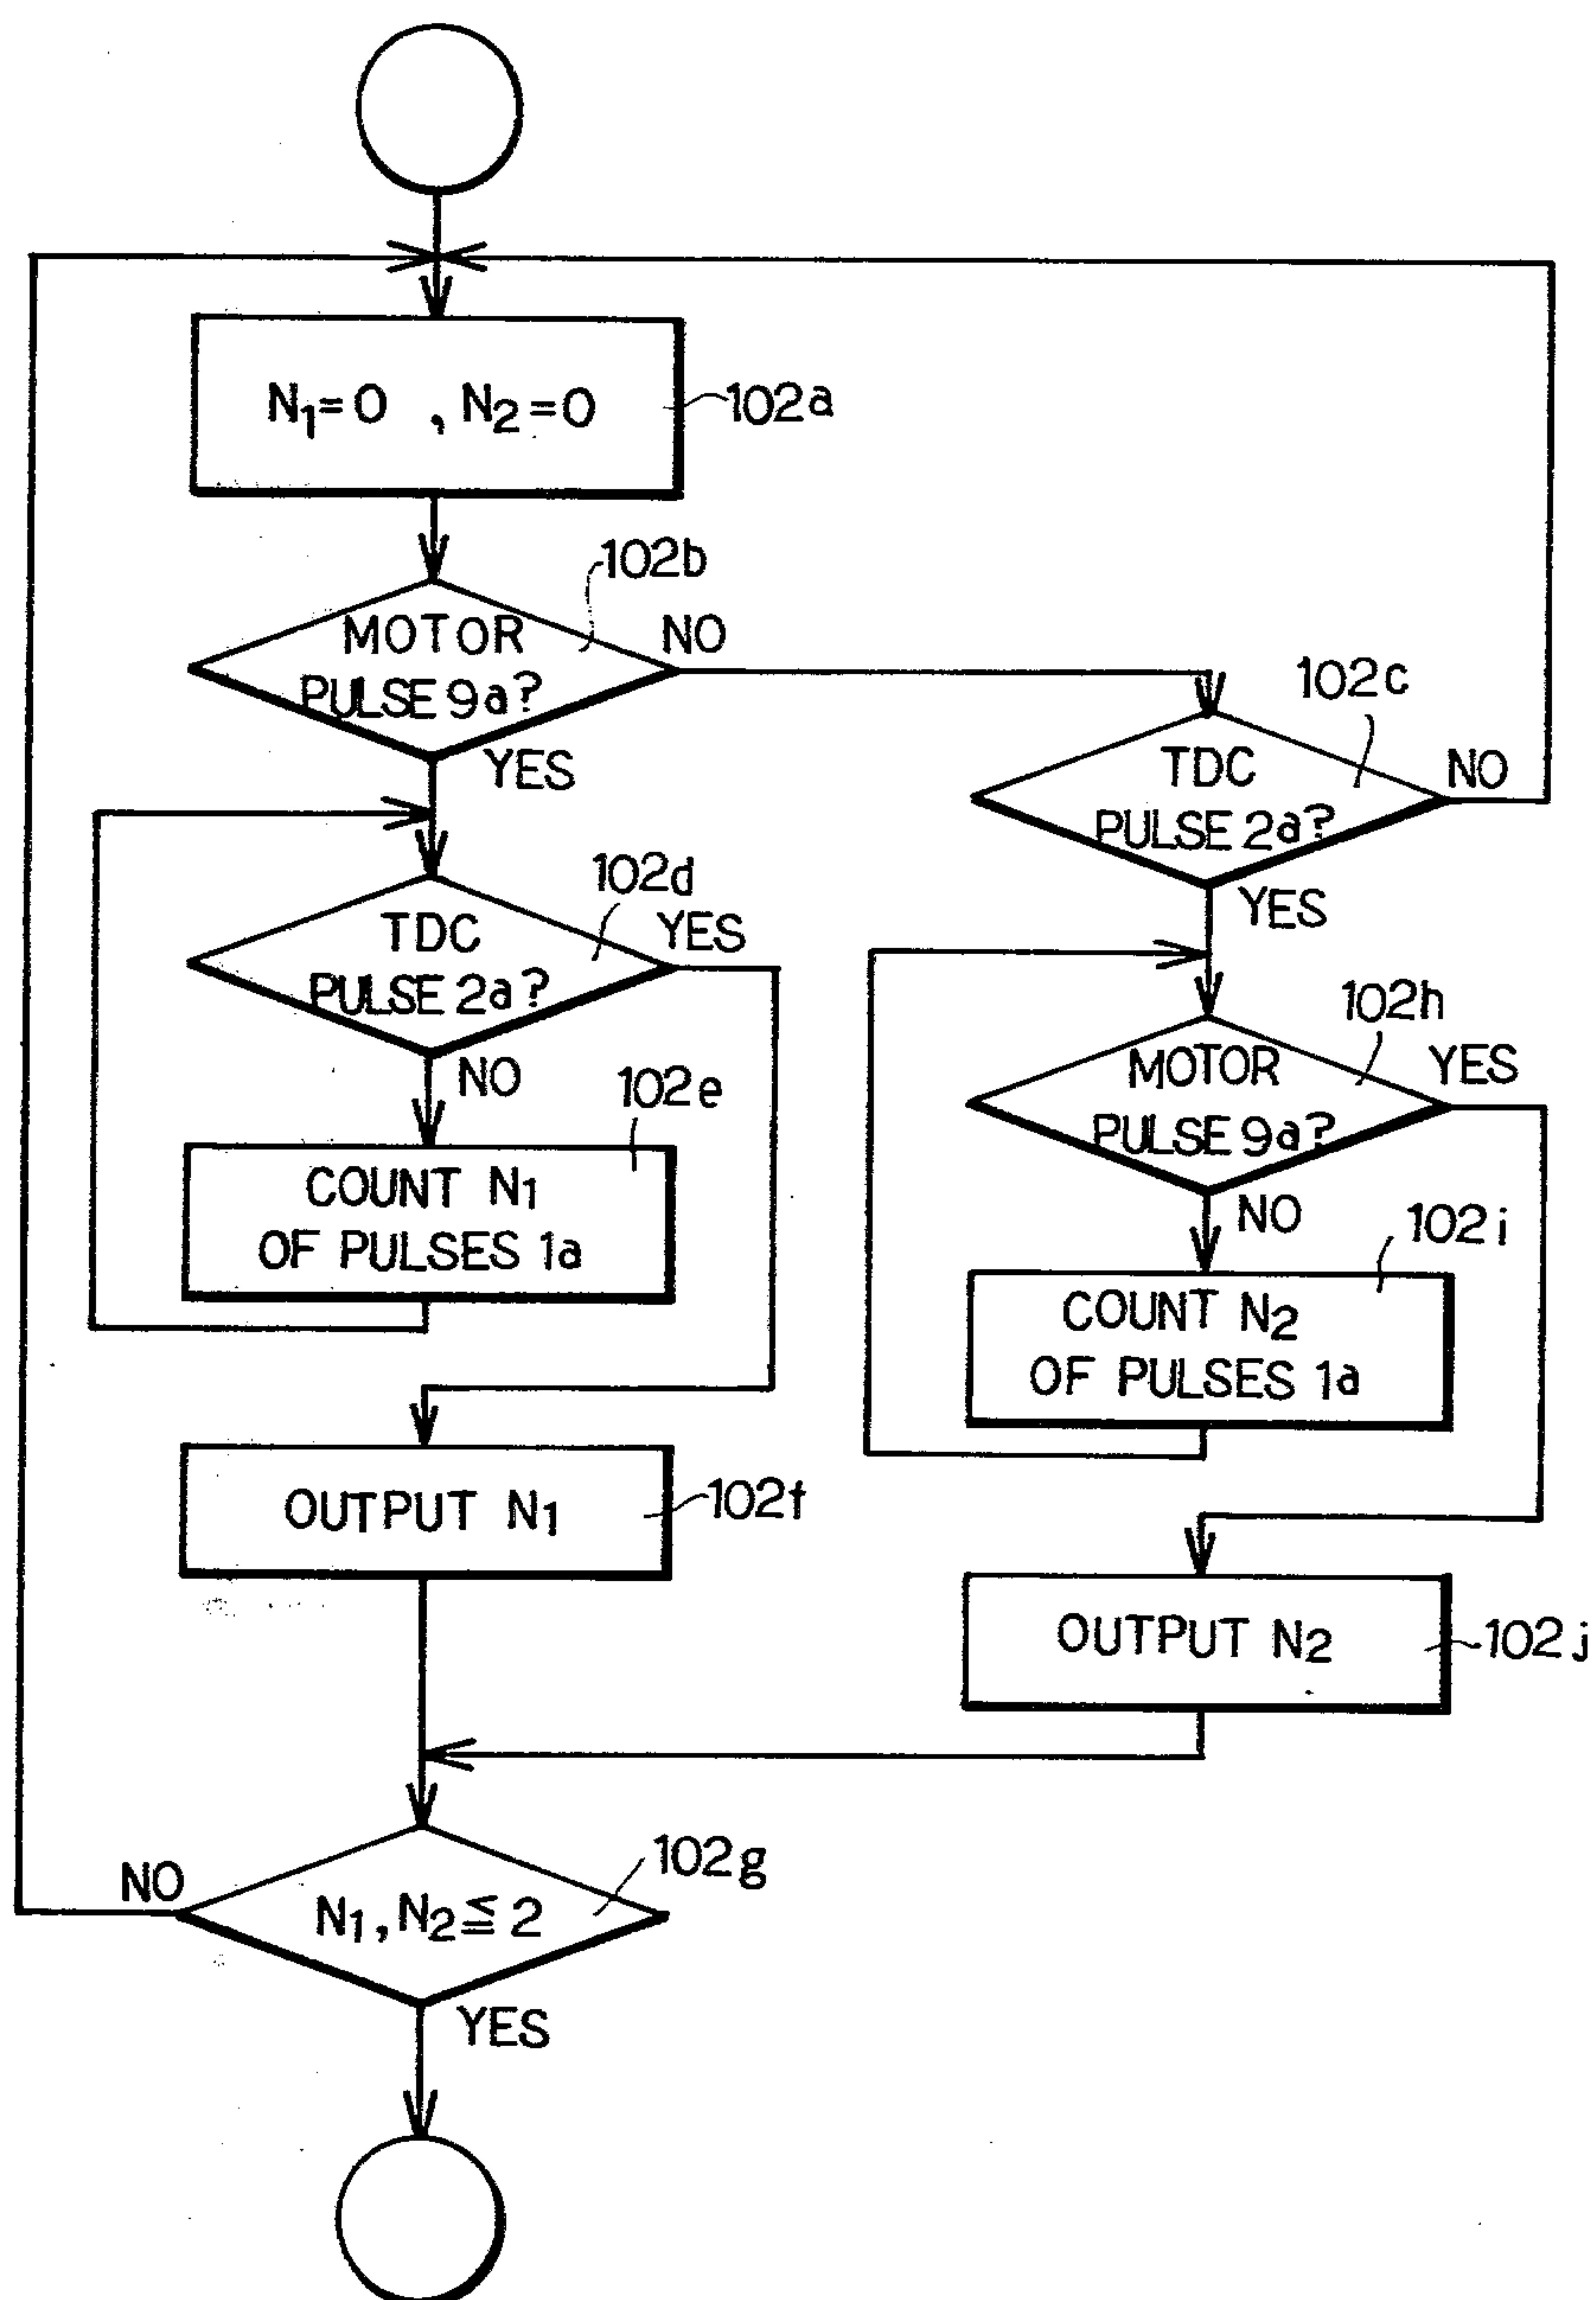 N1=0 , N2=0
102a
102b
MOTOR
PULSE 9a?
NO
YES
102c
TDC
PULSE 2a?
NO
YES
102d
TDC
PULSE 2a?
YES
NO
102e
COUNT N1
OF PULSES 1a
102h
MOTOR
PULSE 9a?
YES
NO
102i
COUNT N2
OF PULSES 1a
OUTPUT N1
102f
OUTPUT N2
102j
102g
N1, N2 ≦ 2
NO
YES